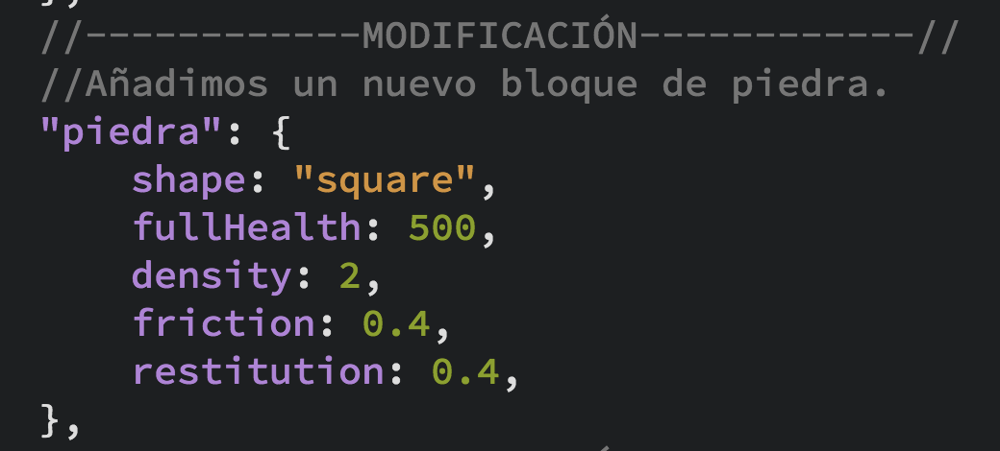 },
//------------MODIFICACIÓN------------//
//Añadimos un nuevo bloque de piedra.
"piedra": {
    shape: "square",
    fullHealth: 500,
    density: 2,
    friction: 0.4,
    restitution: 0.4,
},